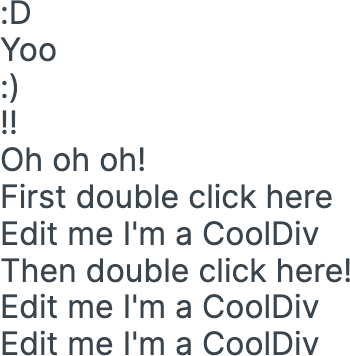 :D
Yoo
:)
!!
Oh oh oh!
First double click here
Edit me I'm a CoolDiv
Then double click here!
Edit me I'm a CoolDiv
Edit me I'm a CoolDiv